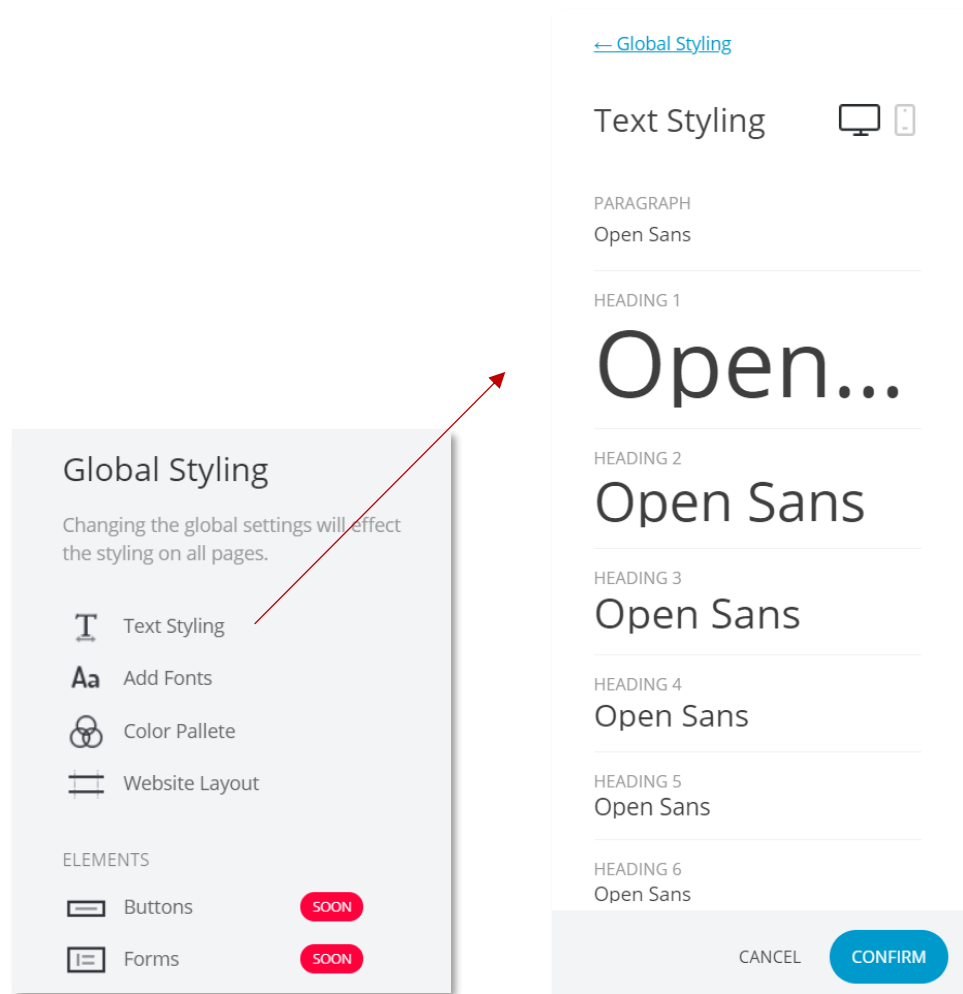 Global Styling
Changing the global settings will effect
the styling on all pages.
Text Styling
Aa Add Fonts
Color Pallete
Website Layout
ELEMENTS
Buttons SOON
Forms SOON
← Global Styling
Text Styling
PARAGRAPH
Open Sans
HEADING 1
Open...
HEADING 2
Open Sans
HEADING 3
Open Sans
HEADING 4
Open Sans
HEADING 5
Open Sans
HEADING 6
Open Sans
CANCEL CONFIRM